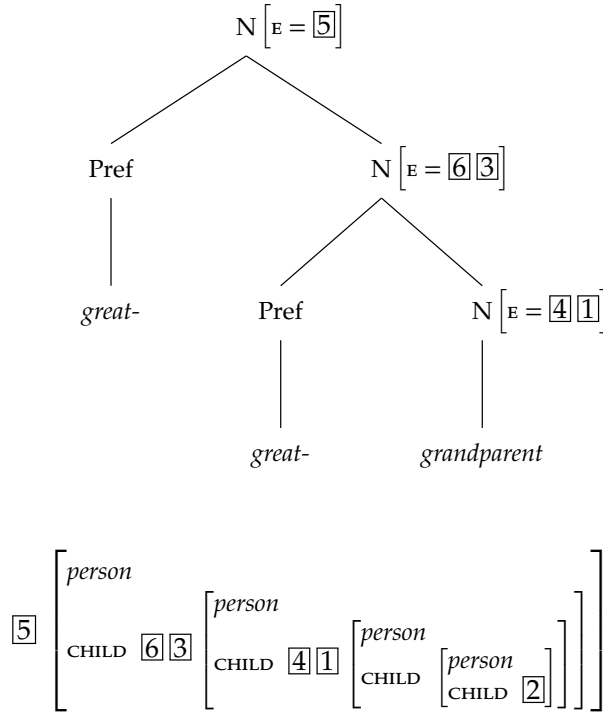 N [E = 5]
Pref N [E = 6 3]
great- Pref N [E = 4 1]
great- grandparent
person
person
5 person
CHILD 6 3 CHILD 4 1 CHILD person
CHILD 2